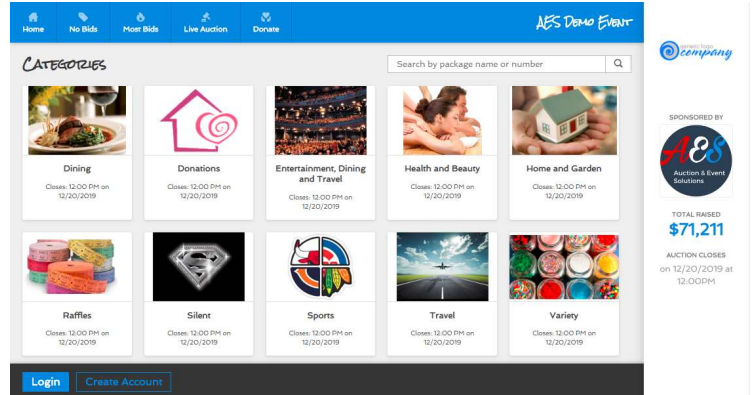 Home
No Bids
Most Bids
Live Auction
Donate
AES Demo Event
Categories
Search by package name or number
Dining
Closes: 12:00 PM on
12/20/2019
Donations
Closes: 12:00 PM on
12/20/2019
Entertainment, Dining
and Travel
Closes: 12:00 PM on
12/20/2019
Health and Beauty
Closes: 12:00 PM on
12/20/2019
Home and Garden
Closes: 12:00 PM on
12/20/2019
Raffles
Closes: 12:00 PM on
12/20/2019
Silent
Closes: 12:00 PM on
12/20/2019
Sports
Closes: 12:00 PM on
12/20/2019
Travel
Closes: 12:00 PM on
12/20/2019
Variety
Closes: 12:00 PM on
12/20/2019
Login
Create Account
generic logo
company
SPONSORED BY
AES
Auction & Event
Solutions
TOTAL RAISED
$71,211
AUCTION CLOSES
on 12/20/2019 at
12:00PM